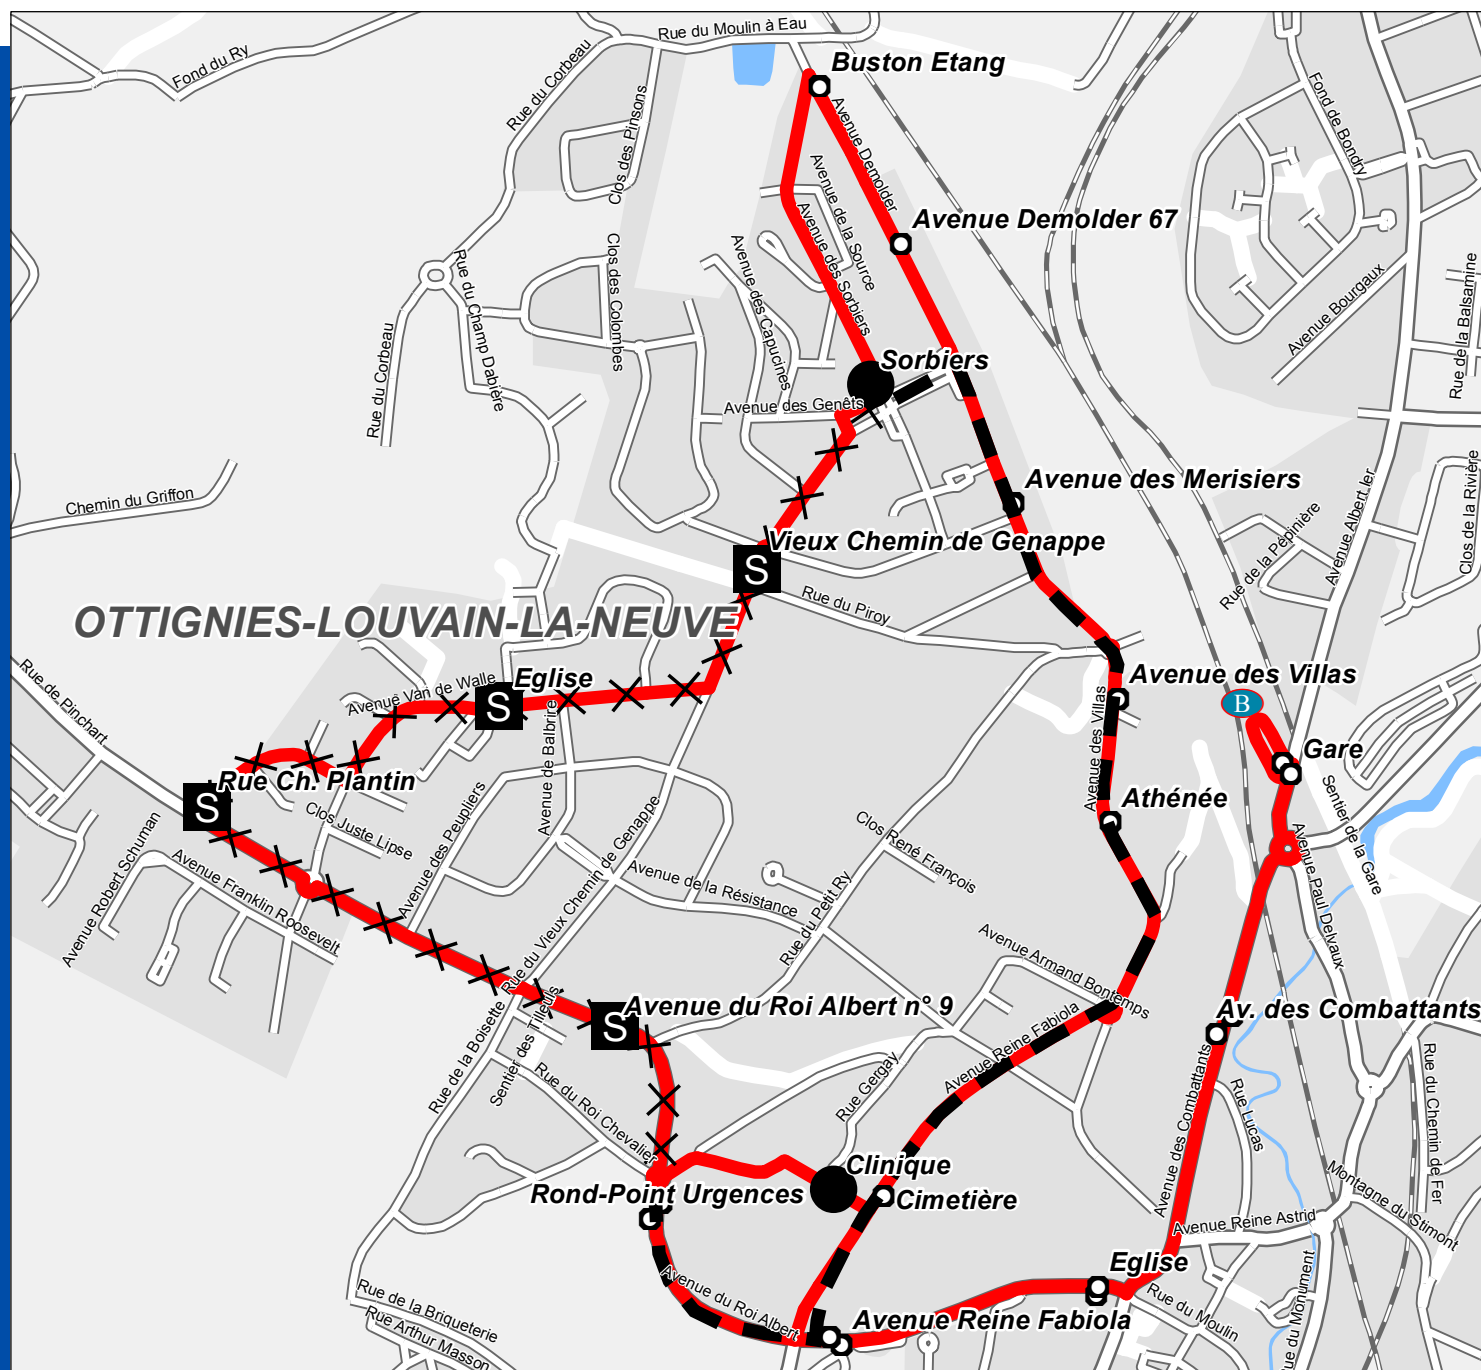 Rue du Moulin à Eau
Fond du Ry
Rue du Corbeau
Buston Etang
Clos des Pinsons
Avenue Demolder
Fond de Bondry
Avenue de la Source
Avenue Demolder 67
Avenue des Sorbiers
Rue du Champ Dabière
Clos des Colombes
Avenue des Capucines
Avenue Bourgaux
Rue de la Balsamine
Rue du Corbeau
Sorbiers
Avenue des Genêts
Chemin du Griffon
Avenue des Merisiers
Clos de la Rivière
Avenue Albert Ier
Rue de la Pépinière
Vieux Chemin de Genappe
S
Rue du Piroy
OTTIGNIES-LOUVAIN-LA-NEUVE
Rue de Pinchart
Avenue Van de Walle
Eglise
S
Avenue des Villas
B
Avenue des Villas
Gare
Avenue de Balbrire
Rue Ch. Plantin
S
Athénée
Sentier de la Gare
Clos Juste Lipse
Avenue des Peupliers
Clos René François
Avenue Robert Schuman
Avenue Franklin Roosevelt
Rue du Vieux Chemin de Genappe
Avenue de la Résistance
Rue du Petit Ry
Avenue Paul Delvaux
Avenue Armand Bontemps
Avenue du Roi Albert n° 9
S
Av. des Combattants
Rue de la Boisette
Sentier des Tilleuls
Avenue Reine Fabiola
Rue du Roi Chevalier
Rue Gergay
Avenue des Combattants
Rue Lucas
Rue du Chemin de Fer
Clinique
Rond-Point Urgences
Cimetière
Montagne du Stimont
Avenue Reine Astrid
Eglise
Rue de la Briqueterie
Rue Arthur Masson
Avenue du Roi Albert
Avenue Reine Fabiola
Rue du Moulin
Rue du Monument